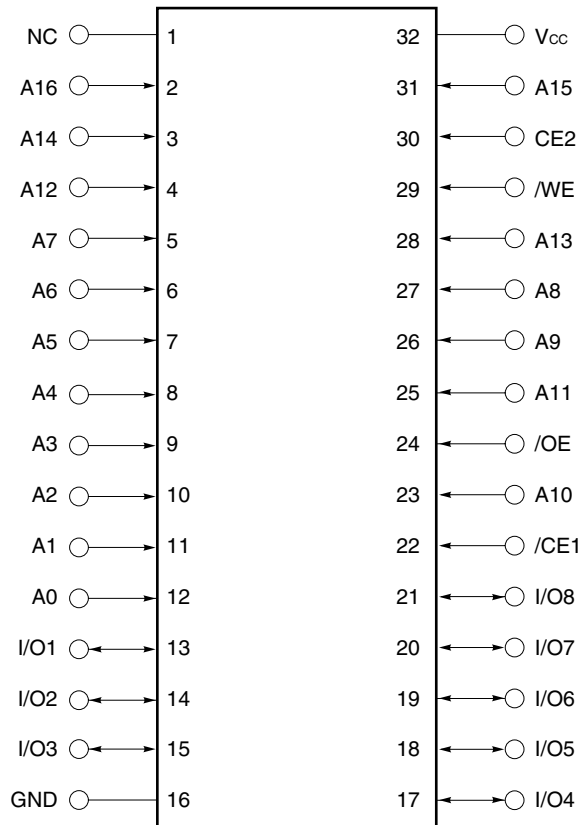 NC 1 32 Vcc
A16 2 31 A15
A14 3 30 CE2
A12 4 29 /WE
A7 5 28 A13
A6 6 27 A8
A5 7 26 A9
A4 8 25 A11
A3 9 24 /OE
A2 10 23 A10
A1 11 22 /CE1
A0 12 21 I/O8
I/O1 13 20 I/O7
I/O2 14 19 I/O6
I/O3 15 18 I/O5
GND 16 17 I/O4